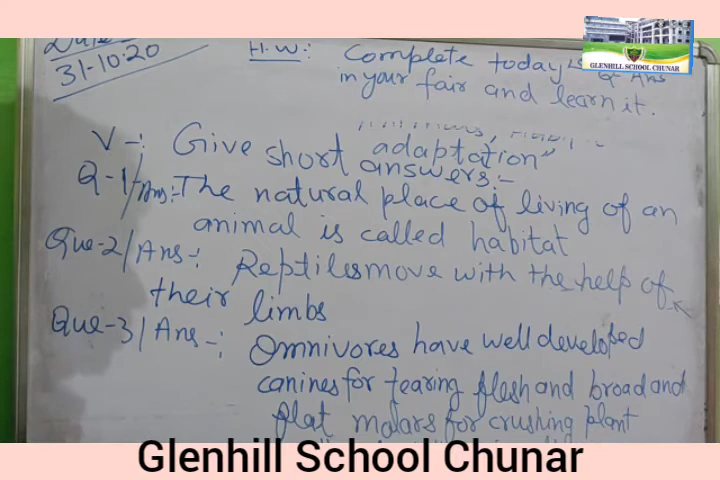 Date
31-10-20
H.W:- Complete today's Q Ans
in your fair and learn it.
adaptation"
V-: Give short answers:-
Q-1/Ans:- The natural place of living of an
animal is called habitat
Que-2/Ans-: Reptiles move with the help of
their limbs
Que-3/Ans-: Omnivores have well developed
canines for tearing flesh and broad and
flat molars for crushing plant
GLENHILL SCHOOL CHUNAR
Glenhill School Chunar